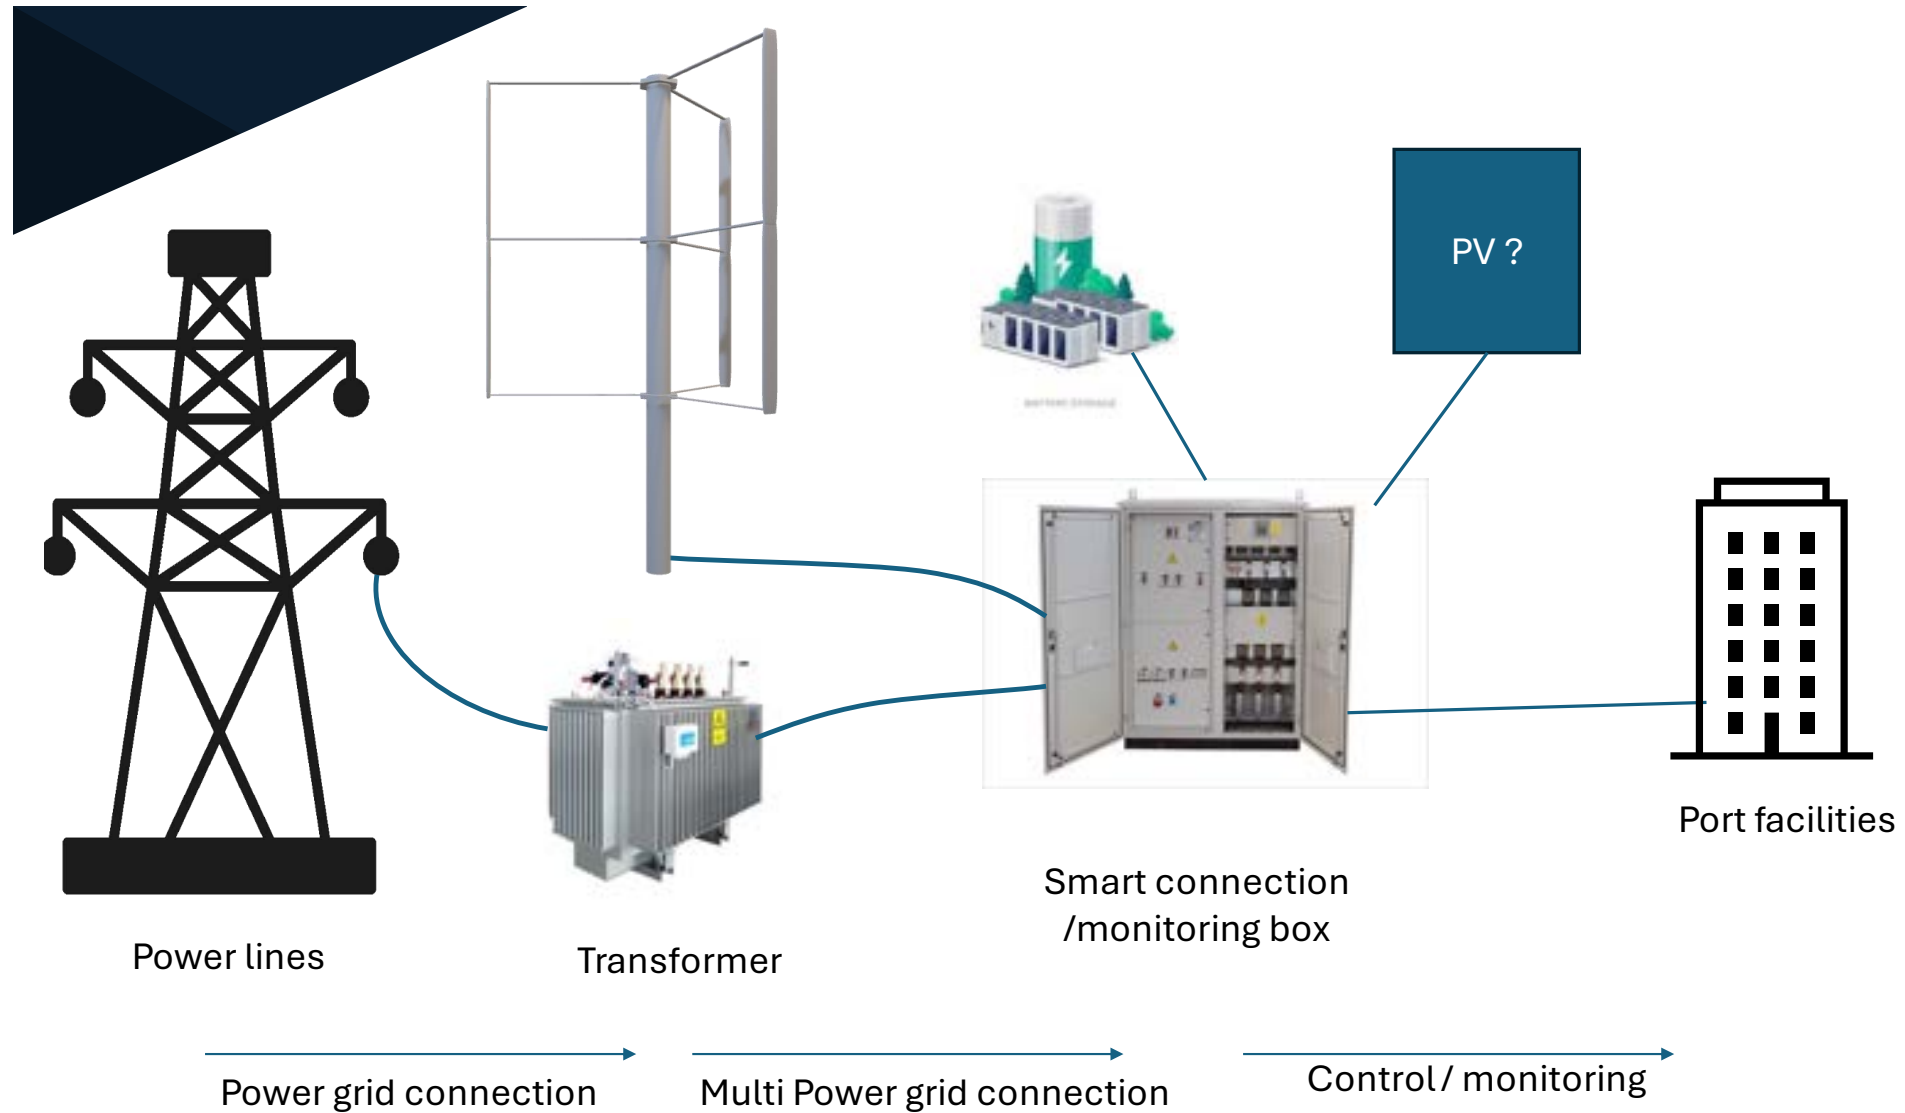 PV ?
Port facilities
Smart connection
/monitoring box
Power lines
Transformer
Power grid connection
Multi Power grid connection
Control / monitoring